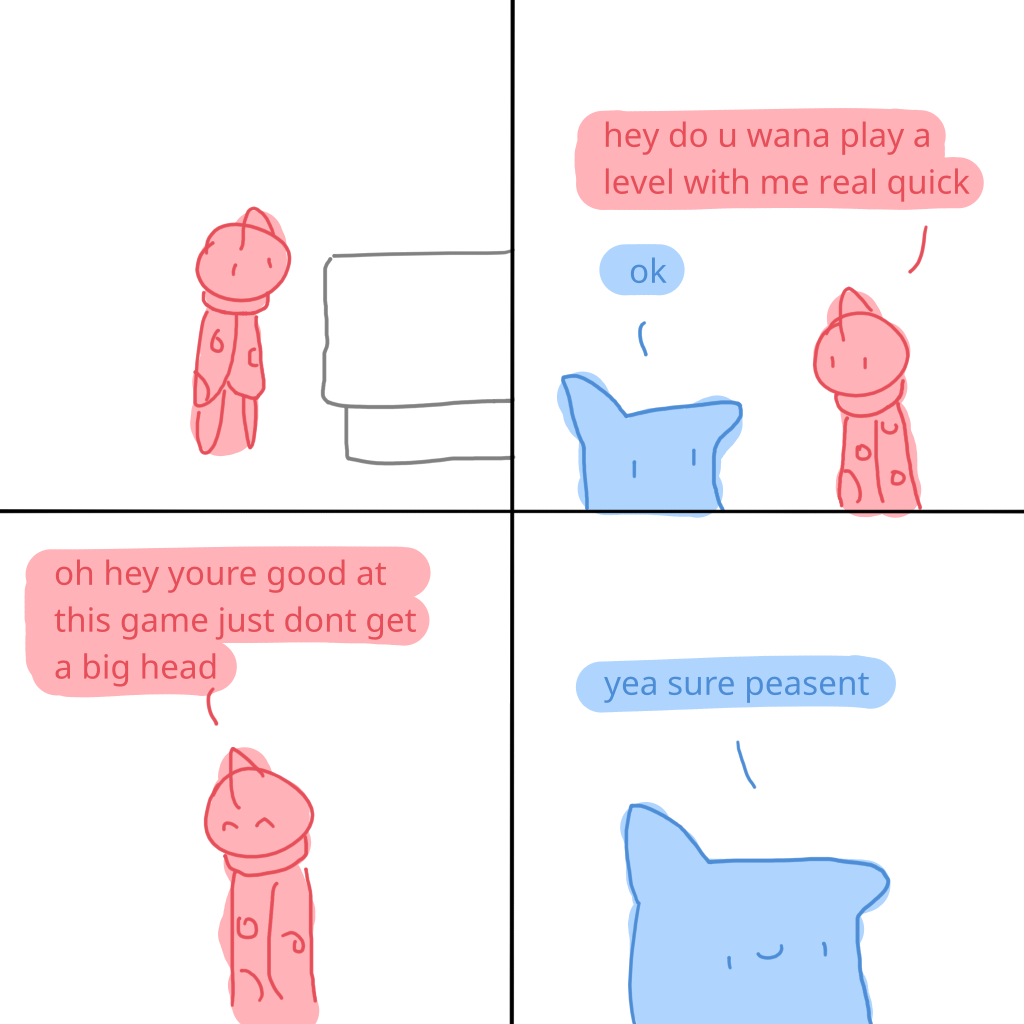 hey do u wana play a
level with me real quick
ok
oh hey youre good at
this game just dont get
a big head
yea sure peasent